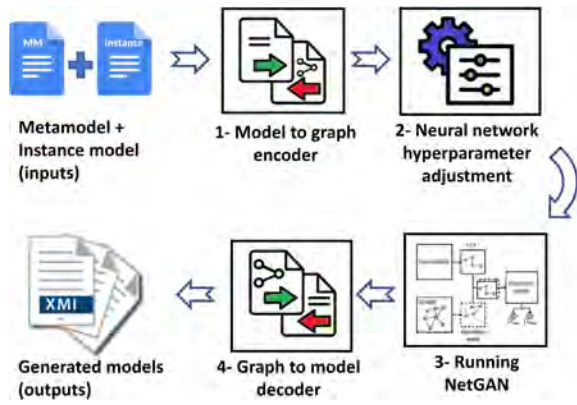 MM
Instance
Metamodel +
Instance model
(inputs)
1- Model to graph
encoder
2- Neural network
hyperparameter
adjustment
XMI
Generated models
(outputs)
4- Graph to model
decoder
3- Running
NetGAN